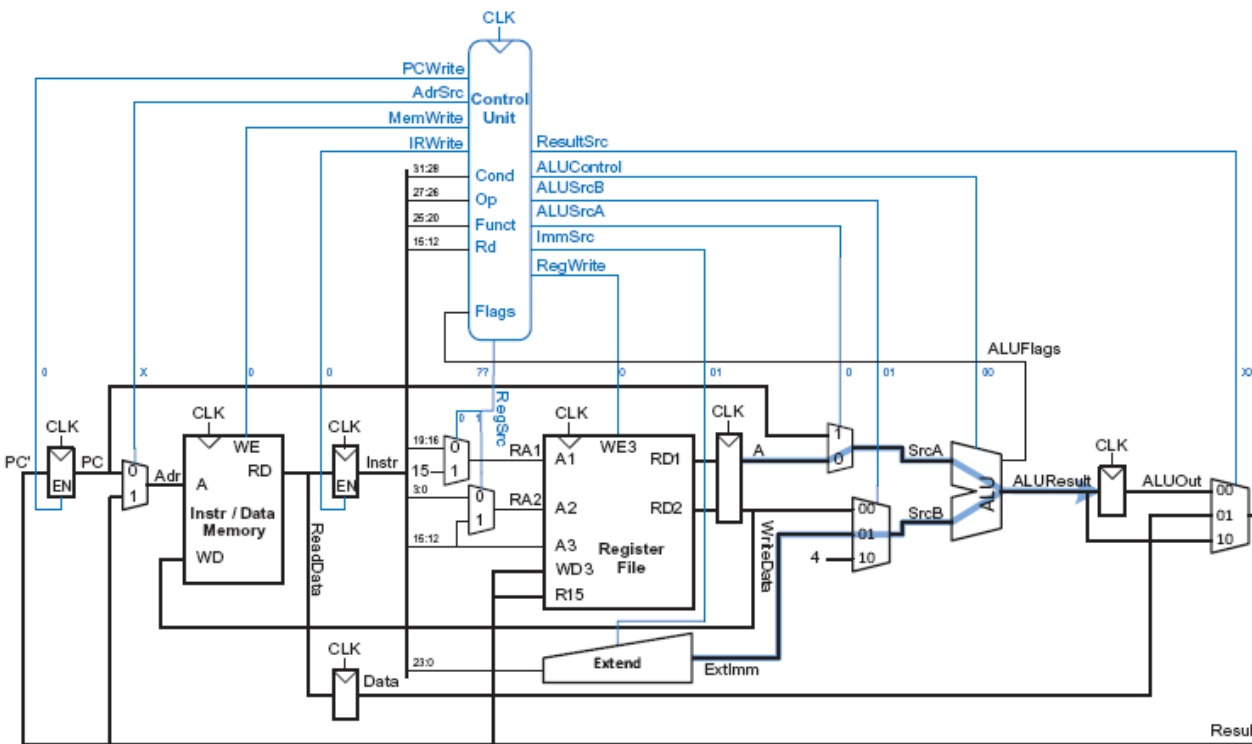 CLK
PCWrite
AdrSrc
MemWrite
IRWrite
Control
Unit
ResultSrc
ALUControl
ALUSrcB
ALUSrcA
ImmSrc
RegWrite
31:28 Cond
27:26 Op
25:20 Funct
15:12 Rd
Flags
ALUFlags
0 X 0 0 ?? 0 01 0 01 00 XX
RegSrc
0 1
CLK
PC'
EN
PC
0
1
Adr
CLK
WE
RD
A
Instr / Data
Memory
WD
ReadData
CLK
EN
Instr
19:16
15
0
1
RA1
3:0
0
1
RA2
15:12
CLK
WE3
A1
RD1
A2
RD2
A3
WD3
R15
Register
File
CLK
A
WriteData
1
0
SrcA
00
01
10
4
SrcB
ALU
ALUResult
CLK
ALUOut
00
01
10
23:0
Extend
ExtImm
CLK
Data
Resul